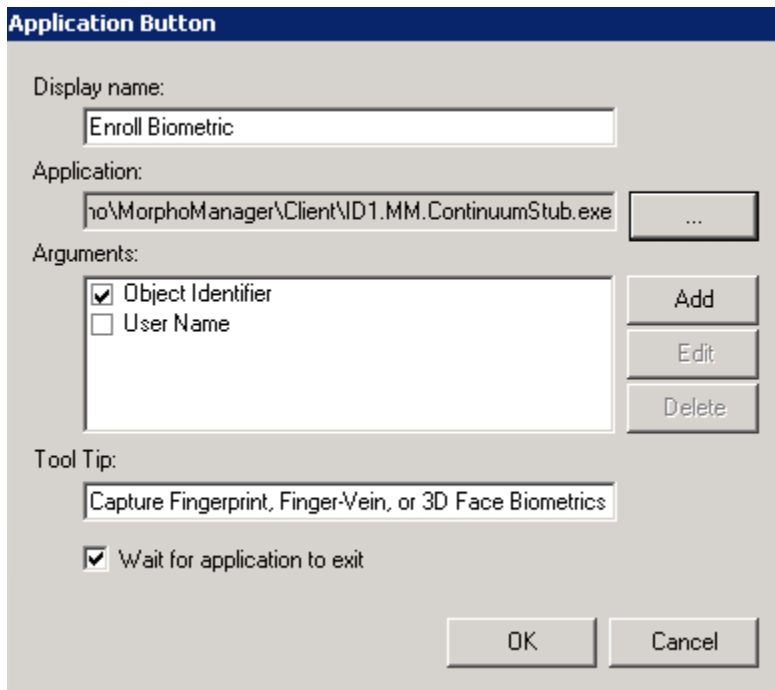 Application Button
Display name:
Enroll Biometric
Application:
no\MorphoManager\Client\ID1.MM.ContinuumStub.exe
...
Arguments:
Object Identifier
User Name
Add
Edit
Delete
Tool Tip:
Capture Fingerprint, Finger-Vein, or 3D Face Biometrics
Wait for application to exit
OK
Cancel